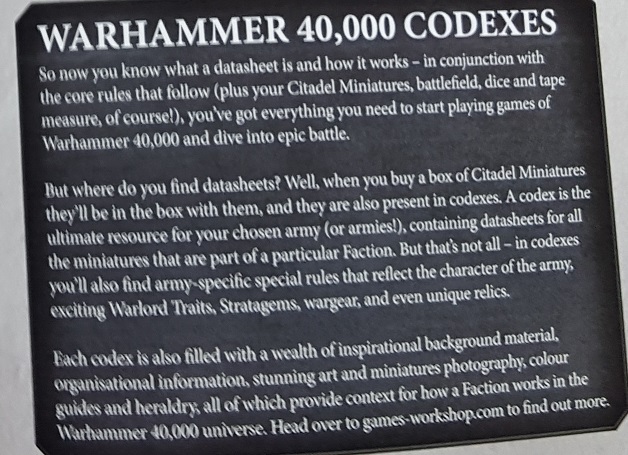 WARHAMMER 40,000 CODEXES
So now you know what a datasheet is and how it works – in conjunction with
the core rules that follow (plus your Citadel Miniatures, battlefield, dice and tape
measure, of course!), you've got everything you need to start playing games of
Warhammer 40,000 and dive into epic battle.
But where do you find datasheets? Well, when you buy a box of Citadel Miniatures
they'll be in the box with them, and they are also present in codexes. A codex is the
ultimate resource for your chosen army (or armies!), containing datasheets for all
the miniatures that are part of a particular Faction. But that's not all – in codexes
you'll also find army-specific special rules that reflect the character of the army,
exciting Warlord Traits, Stratagems, wargear, and even unique relics.
Each codex is also filled with a wealth of inspirational background material,
organisational information, stunning art and miniatures photography, colour
guides and heraldry, all of which provide context for how a Faction works in the
Warhammer 40,000 universe. Head over to games-workshop.com to find out more.